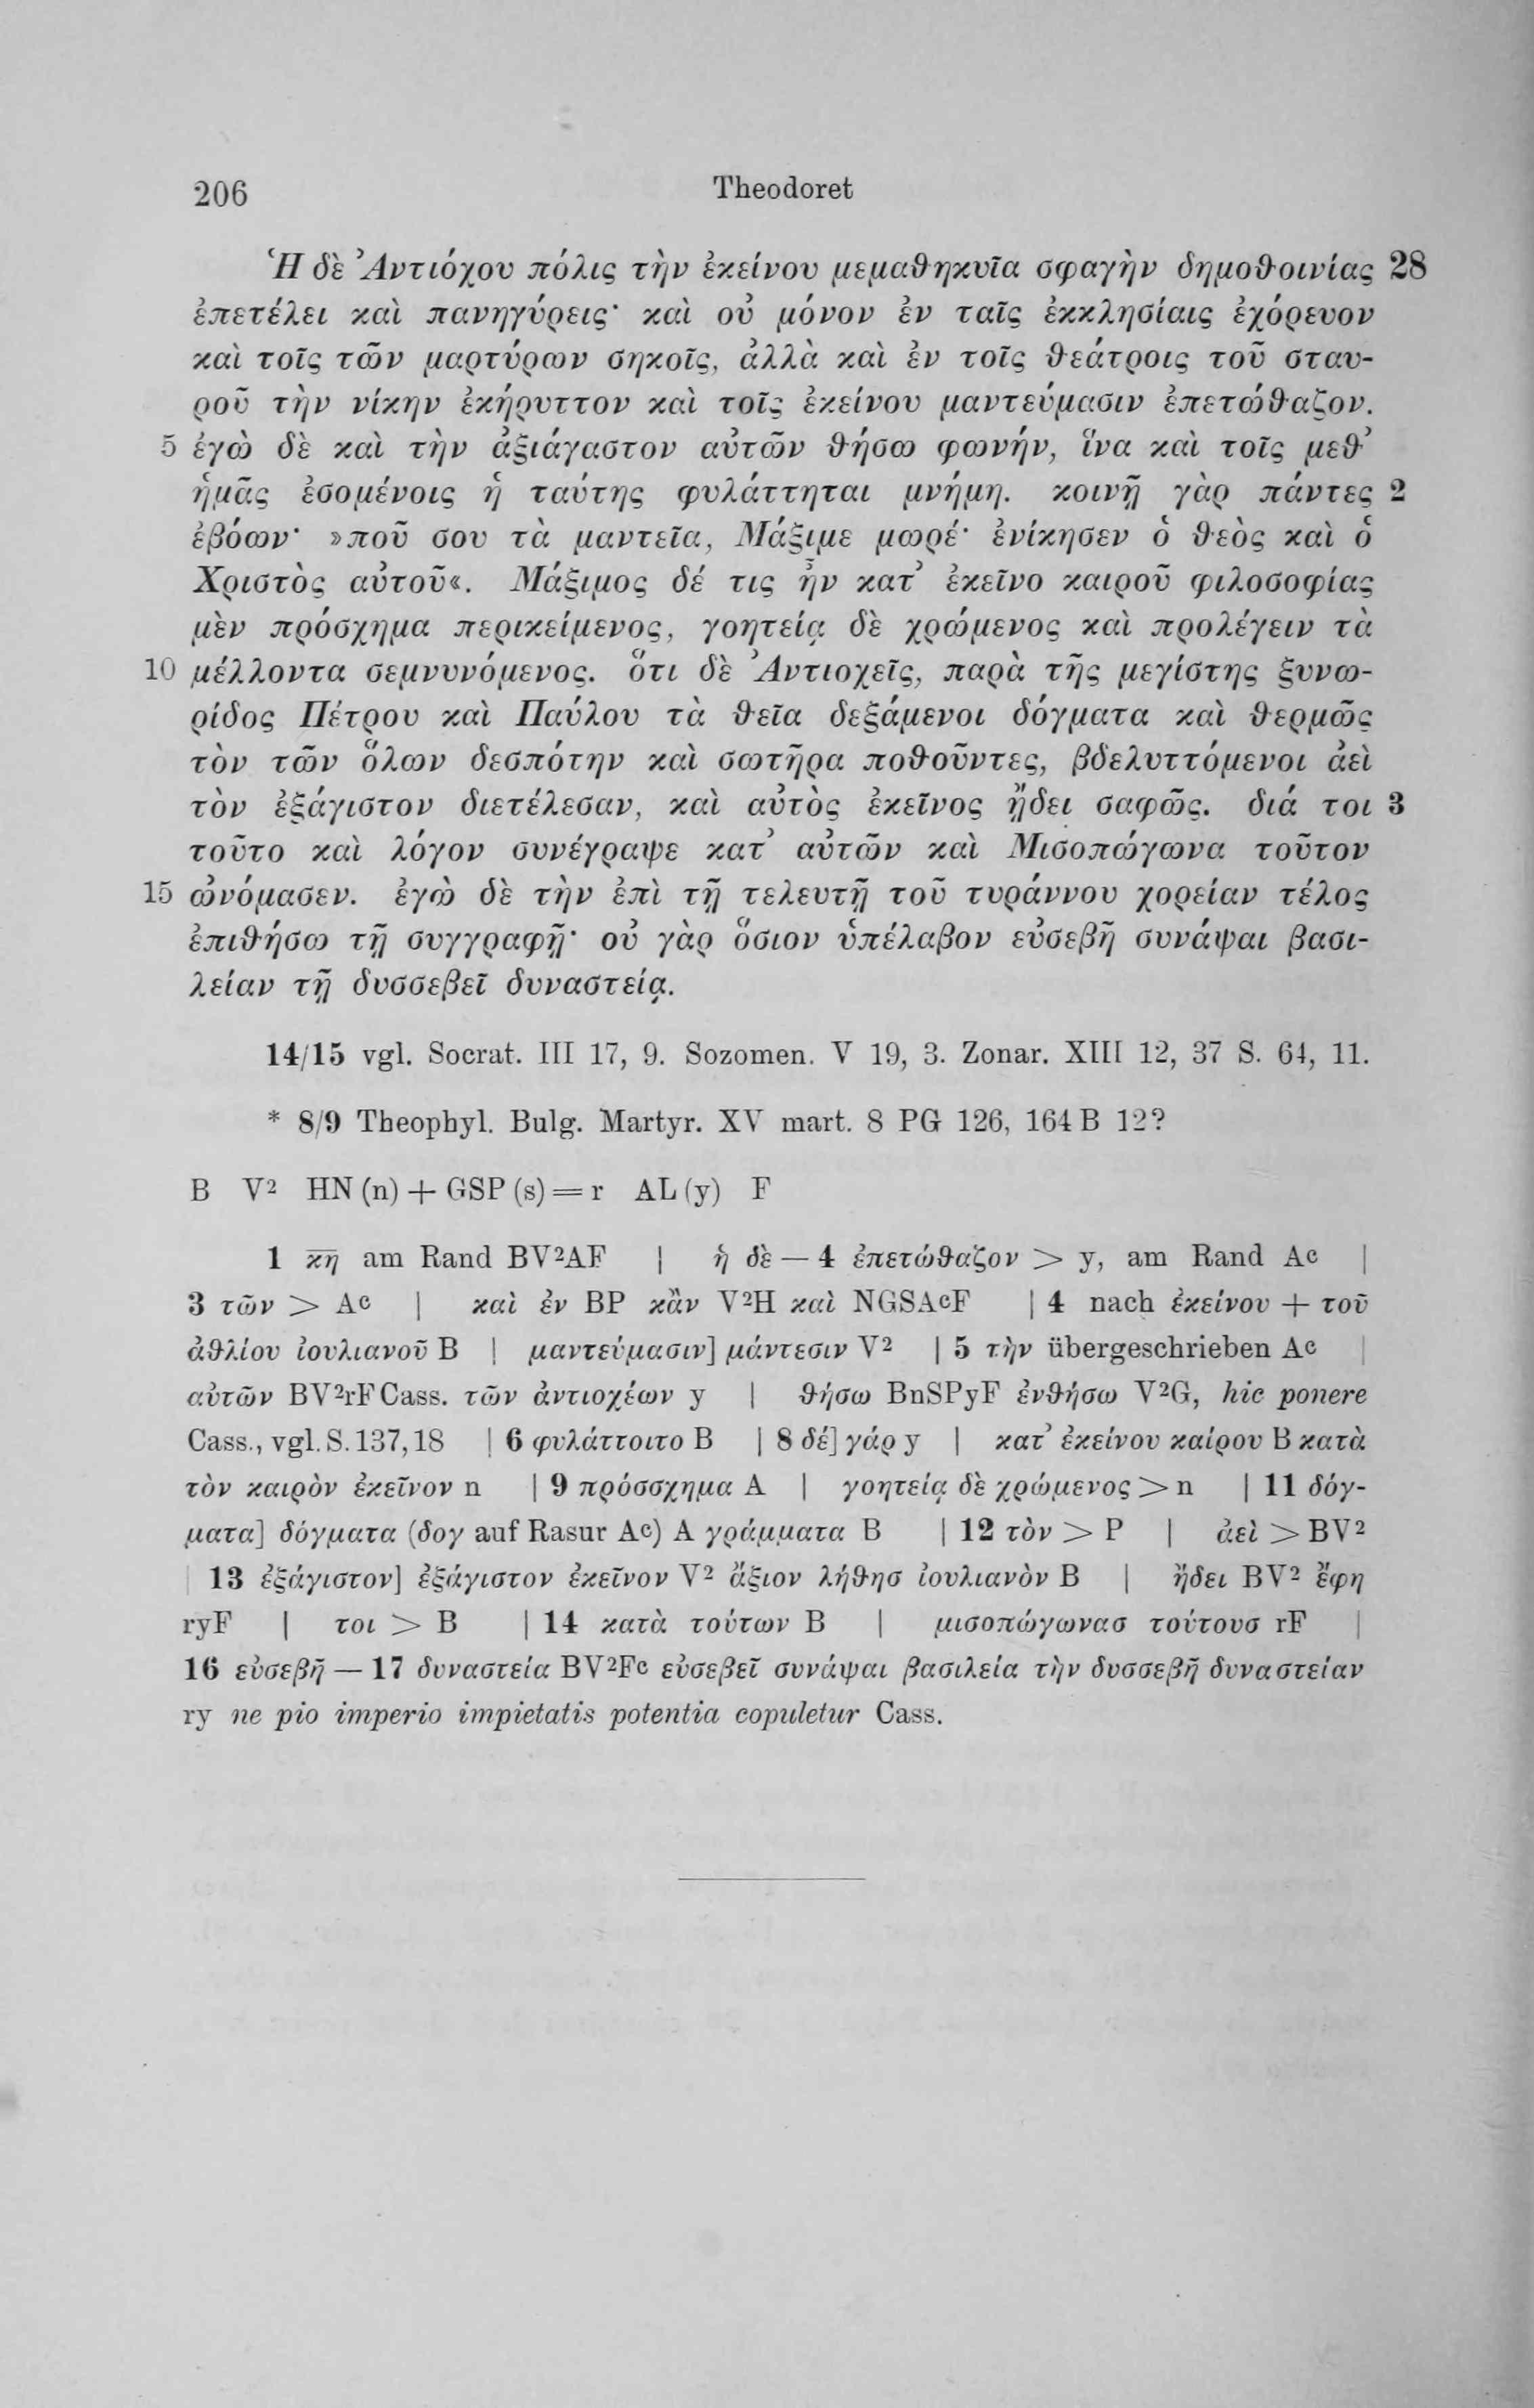 206 Theodoret
Ἡ δὲ Ἀντιόχου πόλις τὴν ἐκείνου μεμαθηκυῖα σφαγὴν δημοθοινίας 28
ἐπετέλει καὶ πανηγύρεις· καὶ οὐ μόνον ἐν ταῖς ἐκκλησίαις ἐχόρευον
καὶ τοῖς τῶν μαρτύρων σηκοῖς, ἀλλὰ καὶ ἐν τοῖς θεάτροις τοῦ σταυ-
ροῦ τὴν νίκην ἐκήρυττον καὶ τοῖς ἐκείνου μαντεύμασιν ἐπετώθαζον.
5 ἐγὼ δὲ καὶ τὴν ἀξιάγαστον αὐτῶν θήσω φωνήν, ἵνα καὶ τοῖς μεθ’
ἡμᾶς ἐσομένοις ἡ ταύτης φυλάττηται μνήμη. κοινῇ γὰρ πάντες 2
ἐβόων· »ποῦ σου τὰ μαντεῖα, Μάξιμε μωρέ· ἐνίκησεν ὁ θεὸς καὶ ὁ
Χριστὸς αὐτοῦ«. Μάξιμος δέ τις ἦν κατ’ ἐκεῖνο καιροῦ φιλοσοφίας
μὲν πρόσχημα περικείμενος, γοητείᾳ δὲ χρώμενος καὶ προλέγειν τὰ
10 μέλλοντα σεμνυνόμενος. ὅτι δὲ Ἀντιοχεῖς, παρὰ τῆς μεγίστης ξυνω-
ρίδος Πέτρου καὶ Παύλου τὰ θεῖα δεξάμενοι δόγματα καὶ θερμῶς
τὸν τῶν ὅλων δεσπότην καὶ σωτῆρα ποθοῦντες, βδελυττόμενοι ἀεὶ
τὸν ἐξάγιστον διετέλεσαν, καὶ αὐτὸς ἐκεῖνος ᾔδει σαφῶς. διά τοι 3
τοῦτο καὶ λόγον συνέγραψε κατ’ αὐτῶν καὶ Μισοπώγωνα τοῦτον
15 ὠνόμασεν. ἐγὼ δὲ τὴν ἐπὶ τῇ τελευτῇ τοῦ τυράννου χορείαν τέλος
ἐπιθήσω τῇ συγγραφῇ· οὐ γὰρ ὅσιον ὑπέλαβον εὐσεβῆ συνάψαι βασι-
λείαν τῇ δυσσεβεῖ δυναστείᾳ.
14/15 vgl. Socrat. III 17, 9. Sozomen. V 19, 3. Zonar. XIII 12, 37 S. 64, 11.
* 8/9 Theophyl. Bulg. Martyr. XV mart. 8 PG 126, 164 B 12?
B V² HN (n) + GSP (s) = r AL (y) F
1 κη am Rand BV²AF | ἡ δὲ — 4 ἐπετώθαζον > y, am Rand Aᶜ |
3 τῶν > Aᶜ | καὶ ἐν BP κἂν V²H καὶ NGSAᶜF | 4 nach ἐκείνου + τοῦ
ἀθλίου ἰουλιανοῦ B | μαντεύμασιν] μάντεσιν V² | 5 τὴν übergeschrieben Aᶜ |
αὐτῶν BV²rF Cass. τῶν ἀντιοχέων y | θήσω BnSPyF ἐνθήσω V²G, hic ponere
Cass., vgl. S. 137, 18 | 6 φυλάττοιτο B | 8 δέ] γάρ y | κατ’ ἐκείνου καίρου B κατὰ
τὸν καιρὸν ἐκεῖνον n | 9 πρόσσχημα A | γοητείᾳ δὲ χρώμενος > n | 11 δόγ-
ματα] δόγματα (δογ auf Rasur Aᶜ) A γράμματα B | 12 τὸν > P | ἀεὶ > BV²
| 13 ἐξάγιστον] ἐξάγιστον ἐκεῖνον V² ἄξιον λήθησ ἰουλιανὸν B | ἤδει BV² ἔφη
ryF | τοι > B | 14 κατὰ τούτων B | μισοπώγωνασ τούτουσ rF |
16 εὐσεβῆ — 17 δυναστεία BV²Fᶜ εὐσεβεῖ συνάψαι βασιλεία τὴν δυσσεβῆ δυναστείαν
ry ne pio imperio impietatis potentia copuletur Cass.